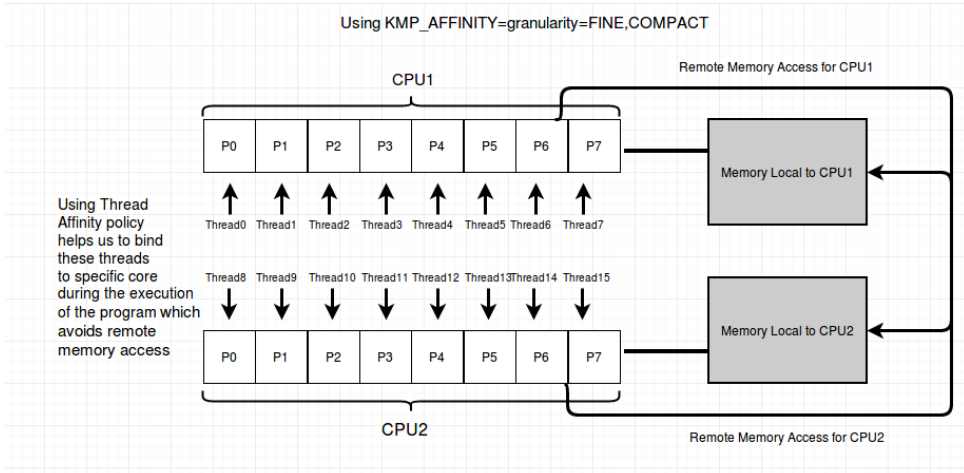 Using KMP_AFFINITY=granularity=FINE,COMPACT
Remote Memory Access for CPU1
CPU1
P0 P1 P2 P3 P4 P5 P6 P7
Memory Local to CPU1
Thread0 Thread1 Thread2 Thread3 Thread4 Thread5 Thread6 Thread7
Using Thread
Affinity policy
helps us to bind
these threads
to specific core
during the execution
of the program which
avoids remote
memory access
Thread8 Thread9 Thread10 Thread11 Thread12 Thread13 Thread14 Thread15
P0 P1 P2 P3 P4 P5 P6 P7
Memory Local to CPU2
CPU2
Remote Memory Access for CPU2